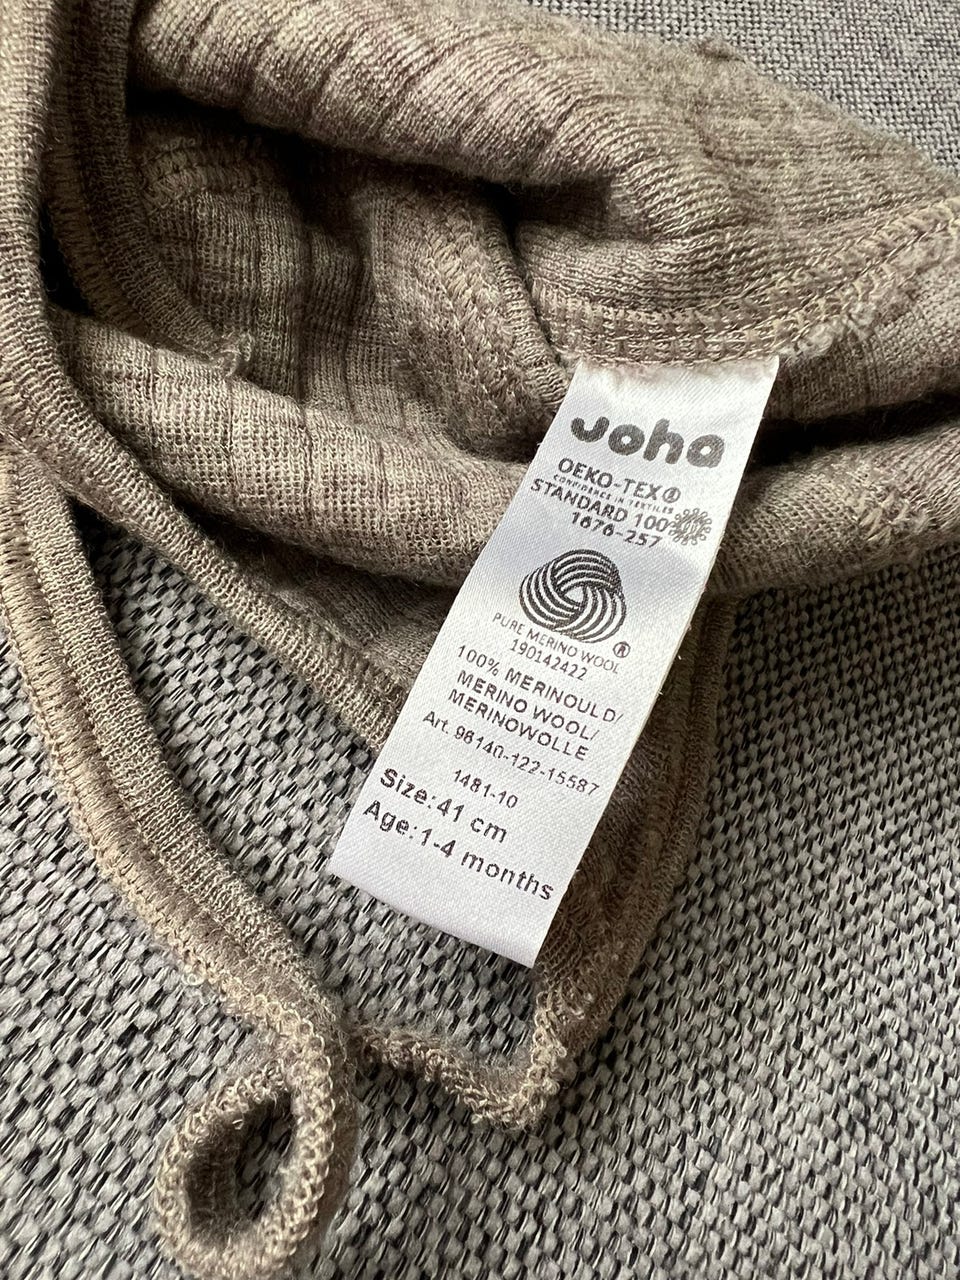 Joha
OEKO-TEX®
CONFIDENCE IN TEXTILES
STANDARD 100
1676-257
PURE MERINO WOOL ®
190142422
100% MERINOULD/
MERINO WOOL/
MERINOWOLLE
Art. 96140-122-15587
1481-10
Size: 41 cm
Age: 1-4 months